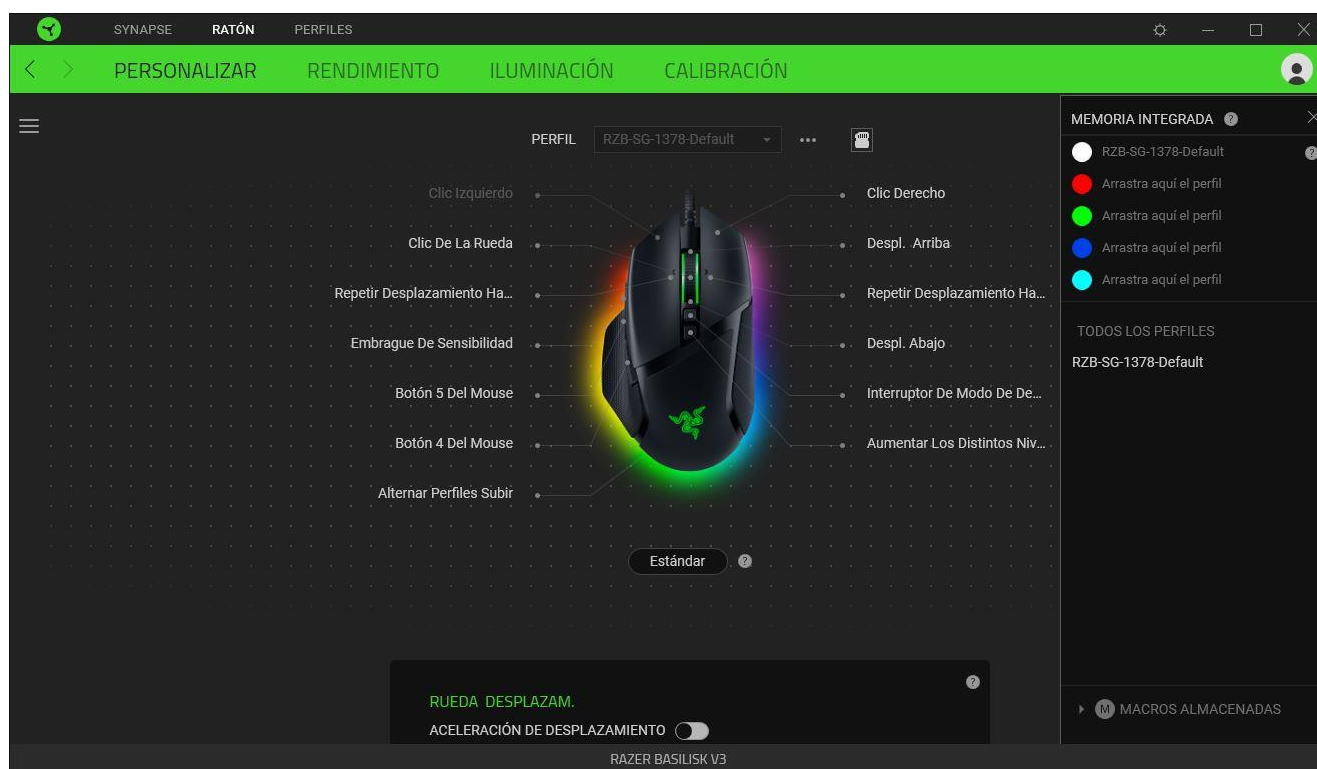 SYNAPSE RATÓN PERFILES
PERSONALIZAR RENDIMIENTO ILUMINACIÓN CALIBRACIÓN
PERFIL RZB-SG-1378-Default
Clic Izquierdo
Clic De La Rueda
Repetir Desplazamiento Ha...
Embrague De Sensibilidad
Botón 5 Del Mouse
Botón 4 Del Mouse
Alternar Perfiles Subir
Clic Derecho
Despl. Arriba
Repetir Desplazamiento Ha...
Despl. Abajo
Interruptor De Modo De De...
Aumentar Los Distintos Niv...
Estándar ?
?
RUEDA DESPLAZAM.
ACELERACIÓN DE DESPLAZAMIENTO
MEMORIA INTEGRADA ?
RZB-SG-1378-Default ?
Arrastra aquí el perfil
Arrastra aquí el perfil
Arrastra aquí el perfil
Arrastra aquí el perfil
TODOS LOS PERFILES
RZB-SG-1378-Default
M MACROS ALMACENADAS
RAZER BASILISK V3